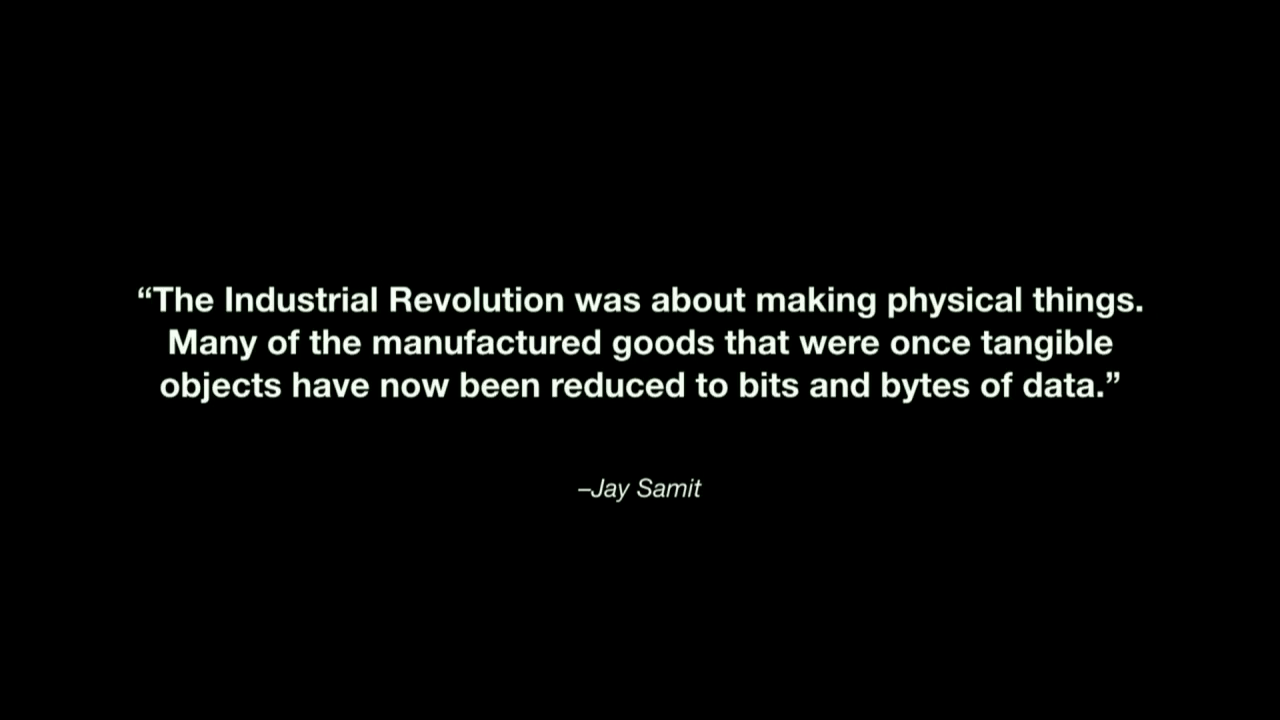 “The Industrial Revolution was about making physical things.
Many of the manufactured goods that were once tangible
objects have now been reduced to bits and bytes of data.”
–Jay Samit